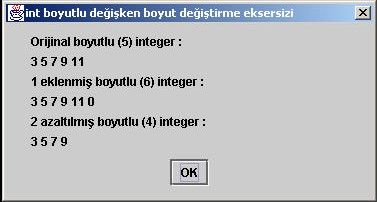 int boyutlu değişken boyut değiştirme eksersizi
Orijinal boyutlu (5) integer :
3 5 7 9 11
1 eklenmiş boyutlu (6) integer :
3 5 7 9 11 0
2 azaltılmış boyutlu (4) integer :
3 5 7 9
OK